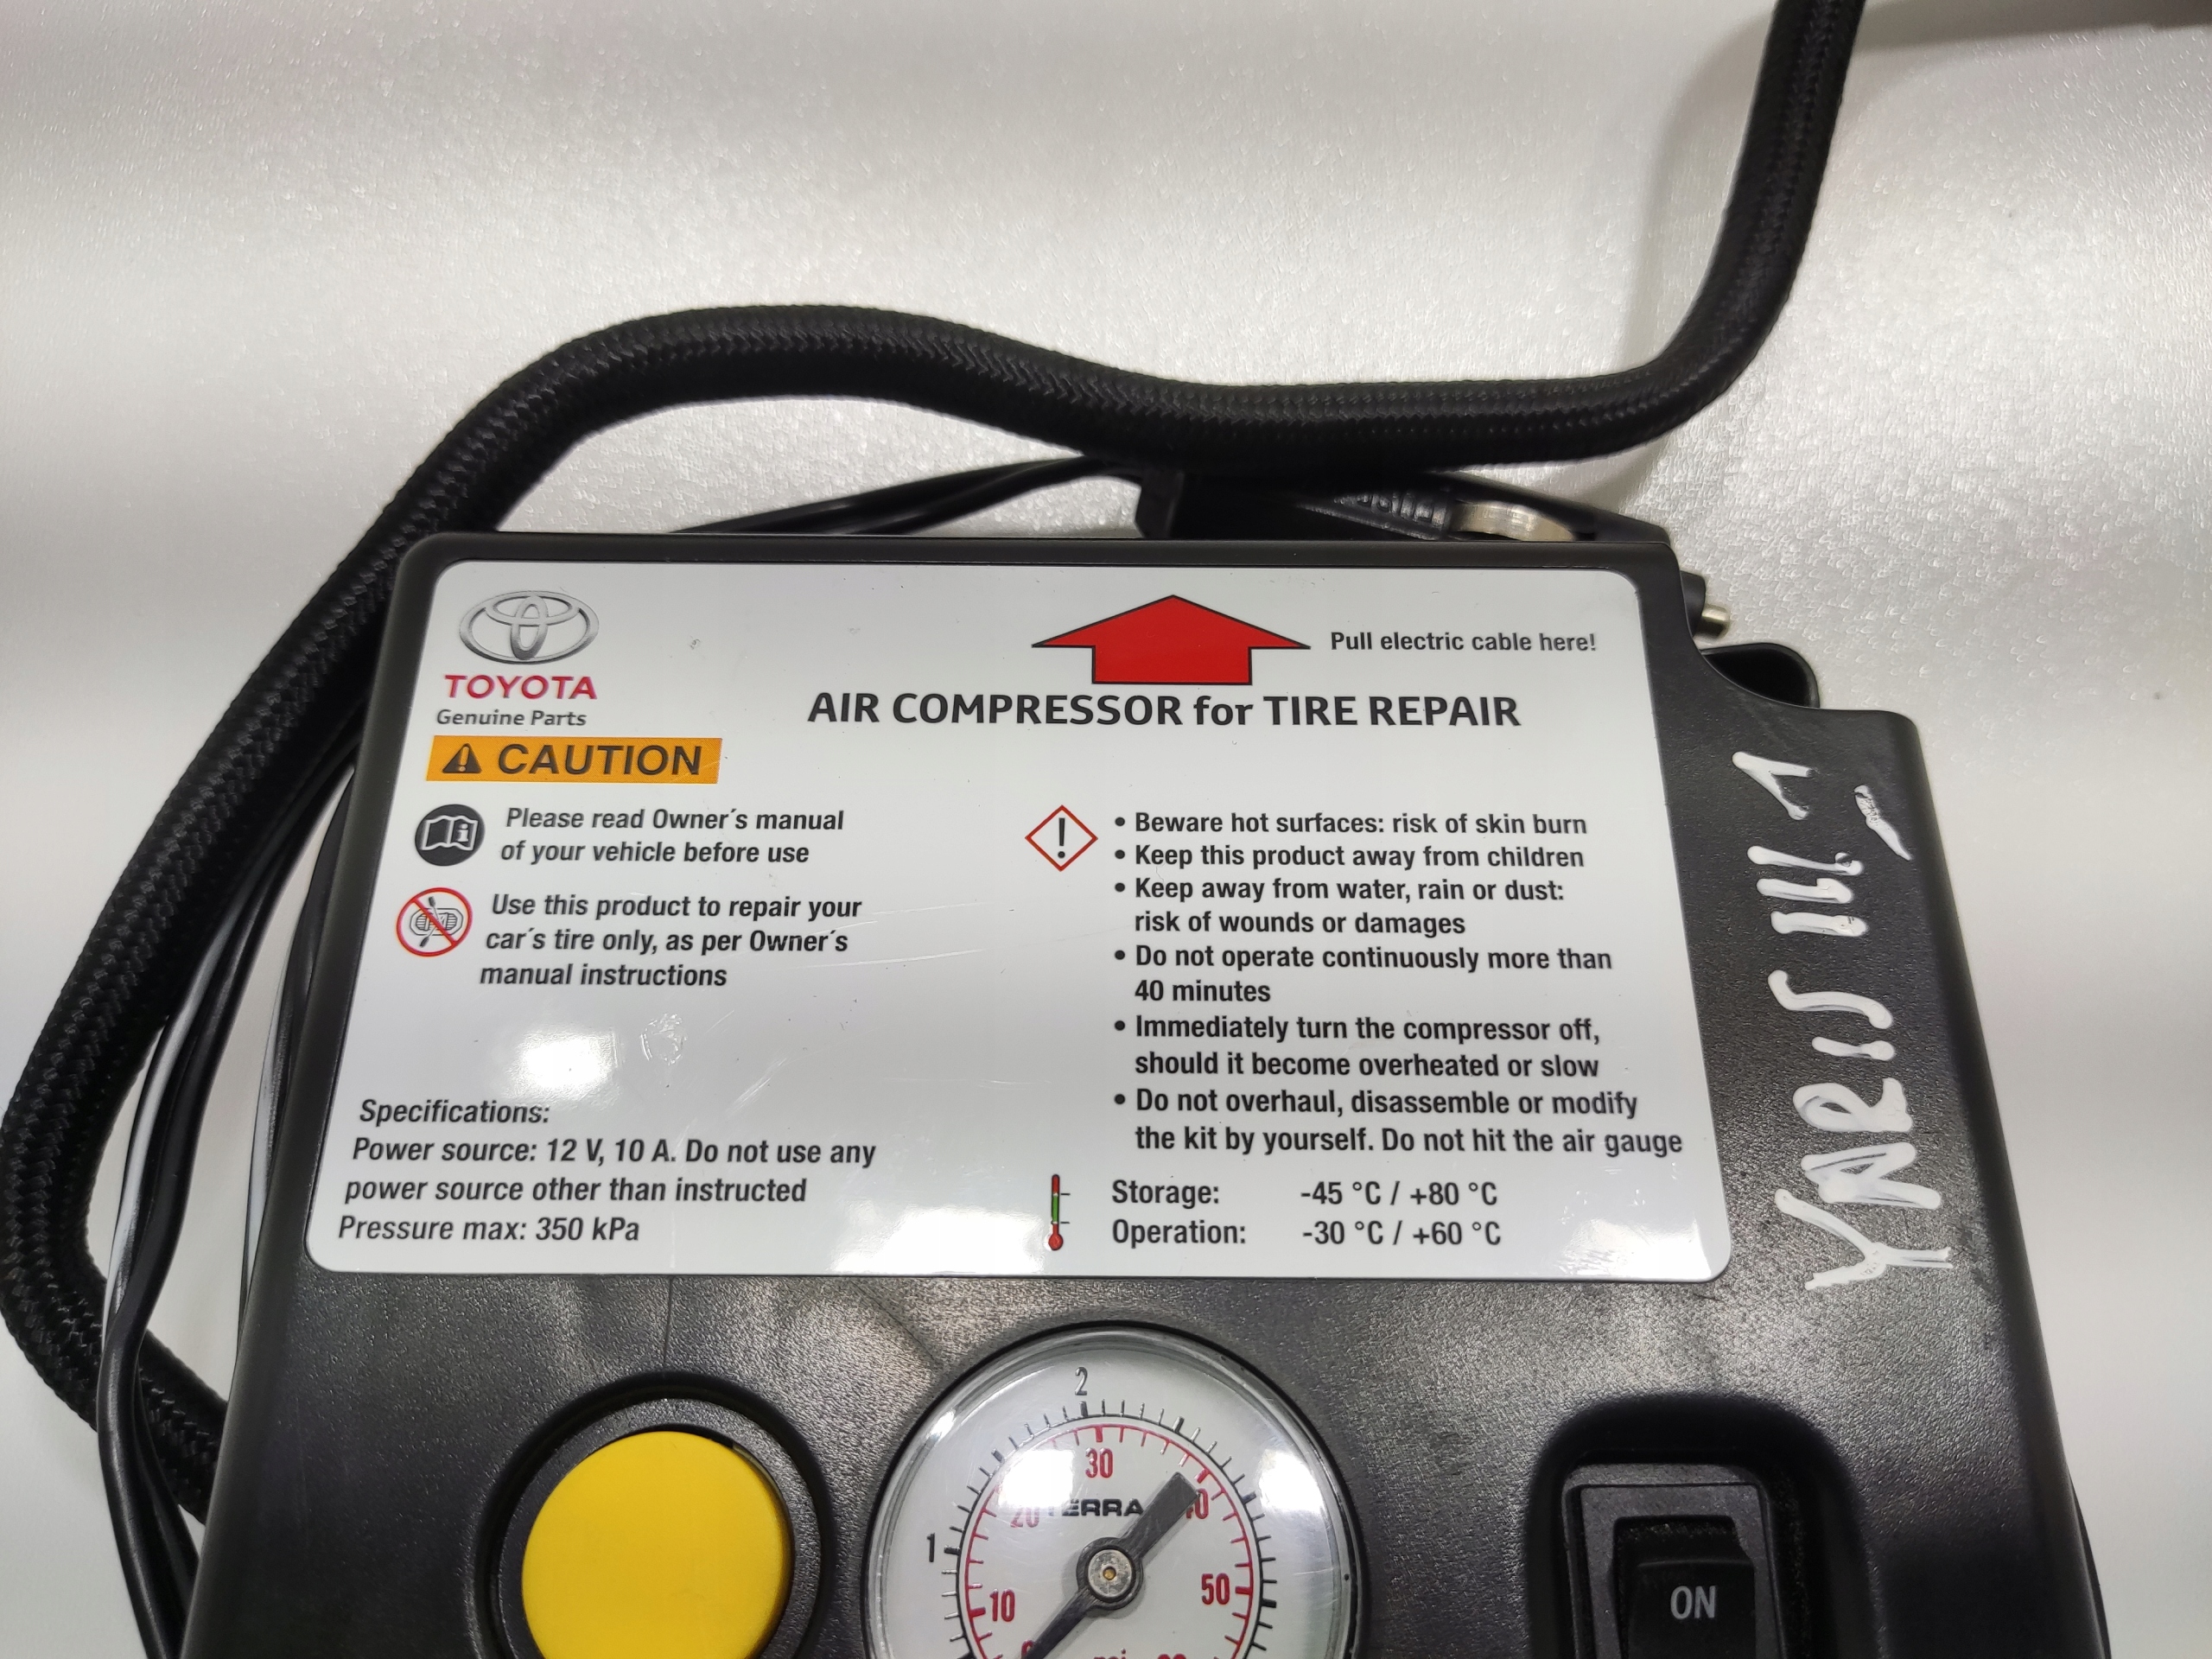 Pull electric cable here!
TOYOTA
Genuine Parts
AIR COMPRESSOR for TIRE REPAIR
CAUTION
Please read Owner´s manual
of your vehicle before use
Use this product to repair your
car´s tire only, as per Owner´s
manual instructions
Specifications:
Power source: 12 V, 10 A. Do not use any
power source other than instructed
Pressure max: 350 kPa
• Beware hot surfaces: risk of skin burn
• Keep this product away from children
• Keep away from water, rain or dust:
risk of wounds or damages
• Do not operate continuously more than
40 minutes
• Immediately turn the compressor off,
should it become overheated or slow
• Do not overhaul, disassemble or modify
the kit by yourself. Do not hit the air gauge
Storage: -45 °C / +80 °C
Operation: -30 °C / +60 °C
YARIS III
2
30
20
TERRA
40
1
10
50
0
psi
60
ON